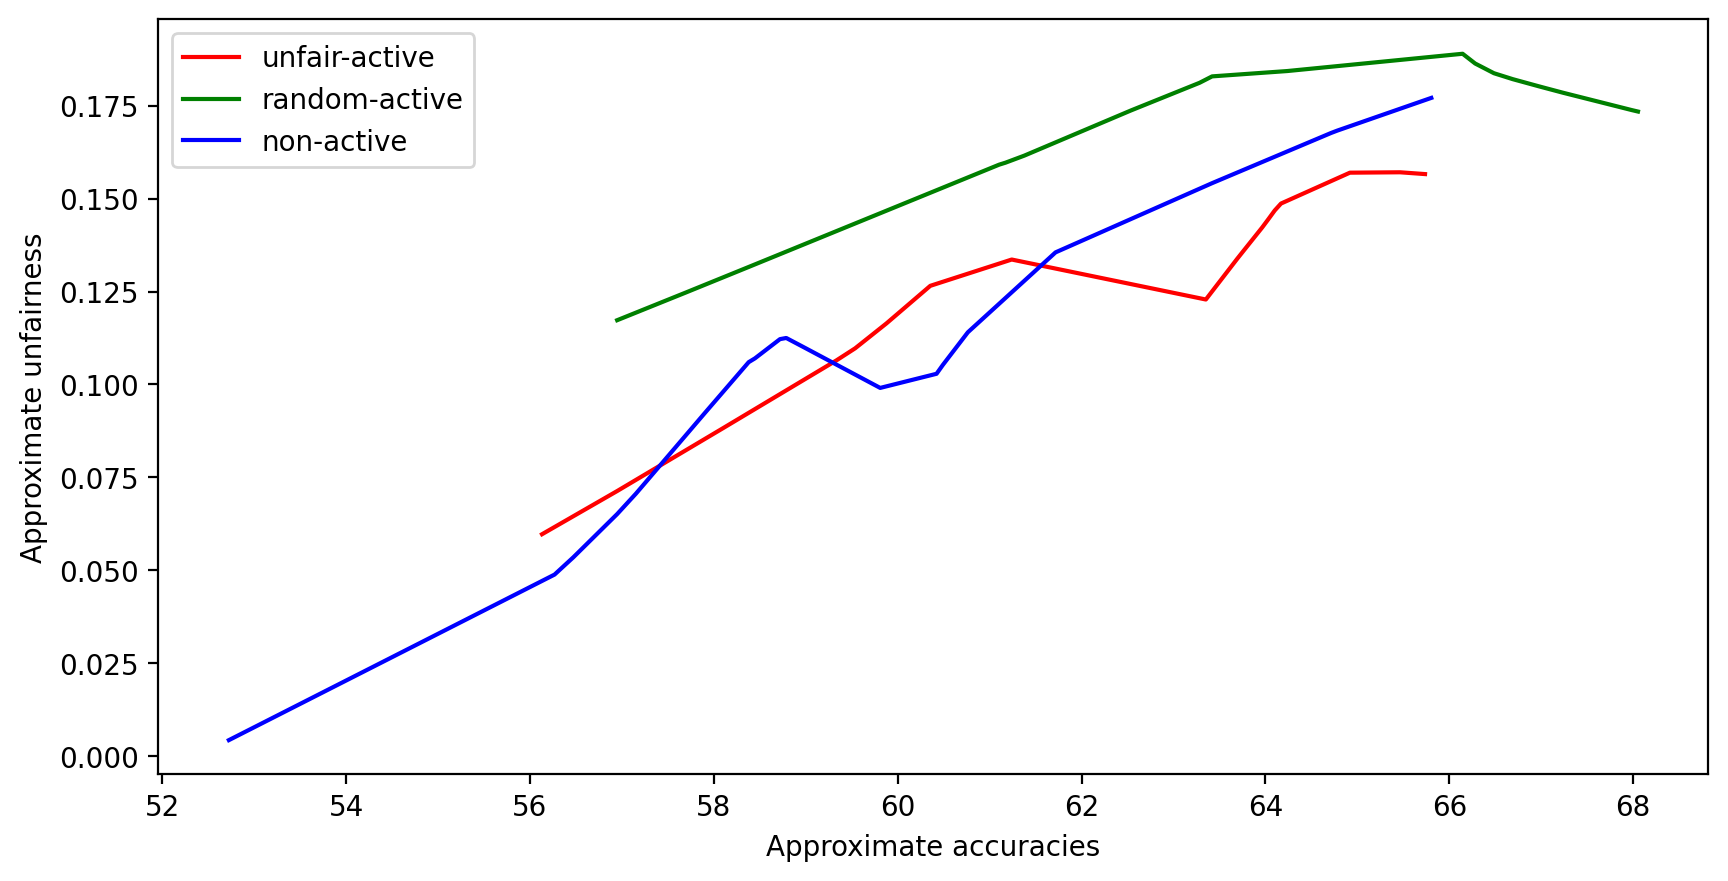 unfair-active
random-active
non-active
Approximate unfairness
0.175
0.150
0.125
0.100
0.075
0.050
0.025
0.000
52 54 56 58 60 62 64 66 68
Approximate accuracies